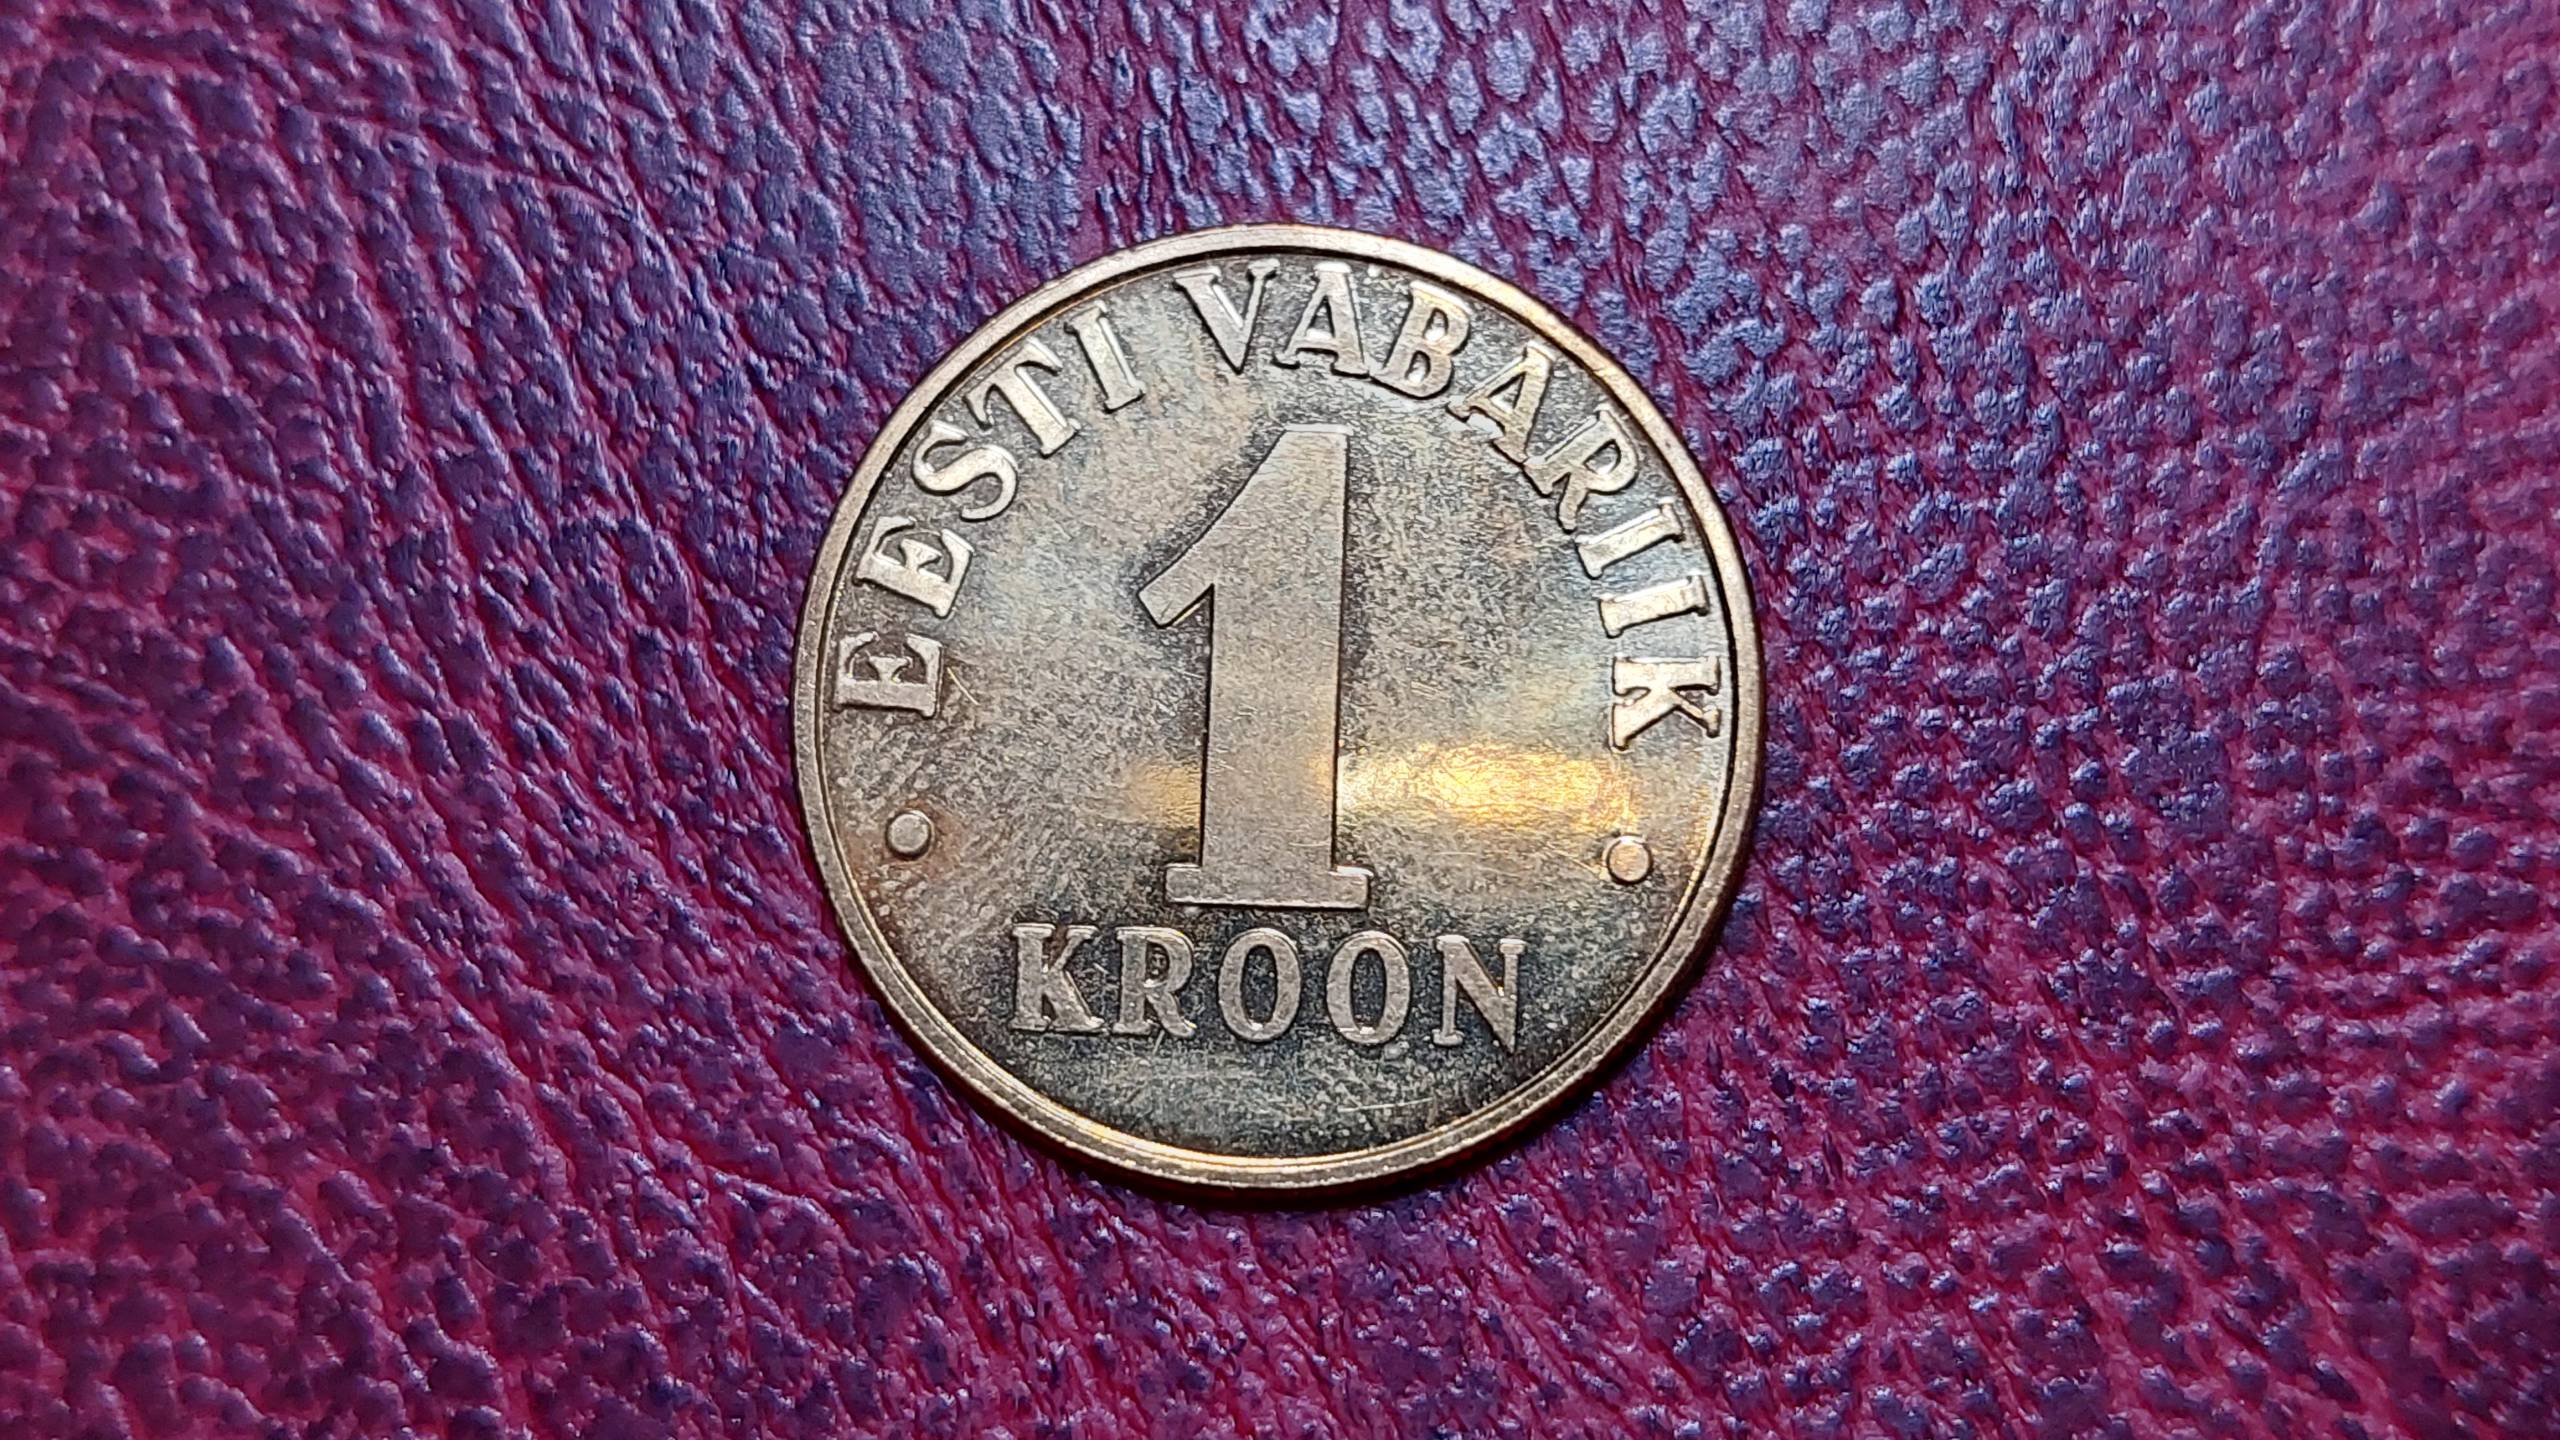 EESTI VABARIIK
1
KROON